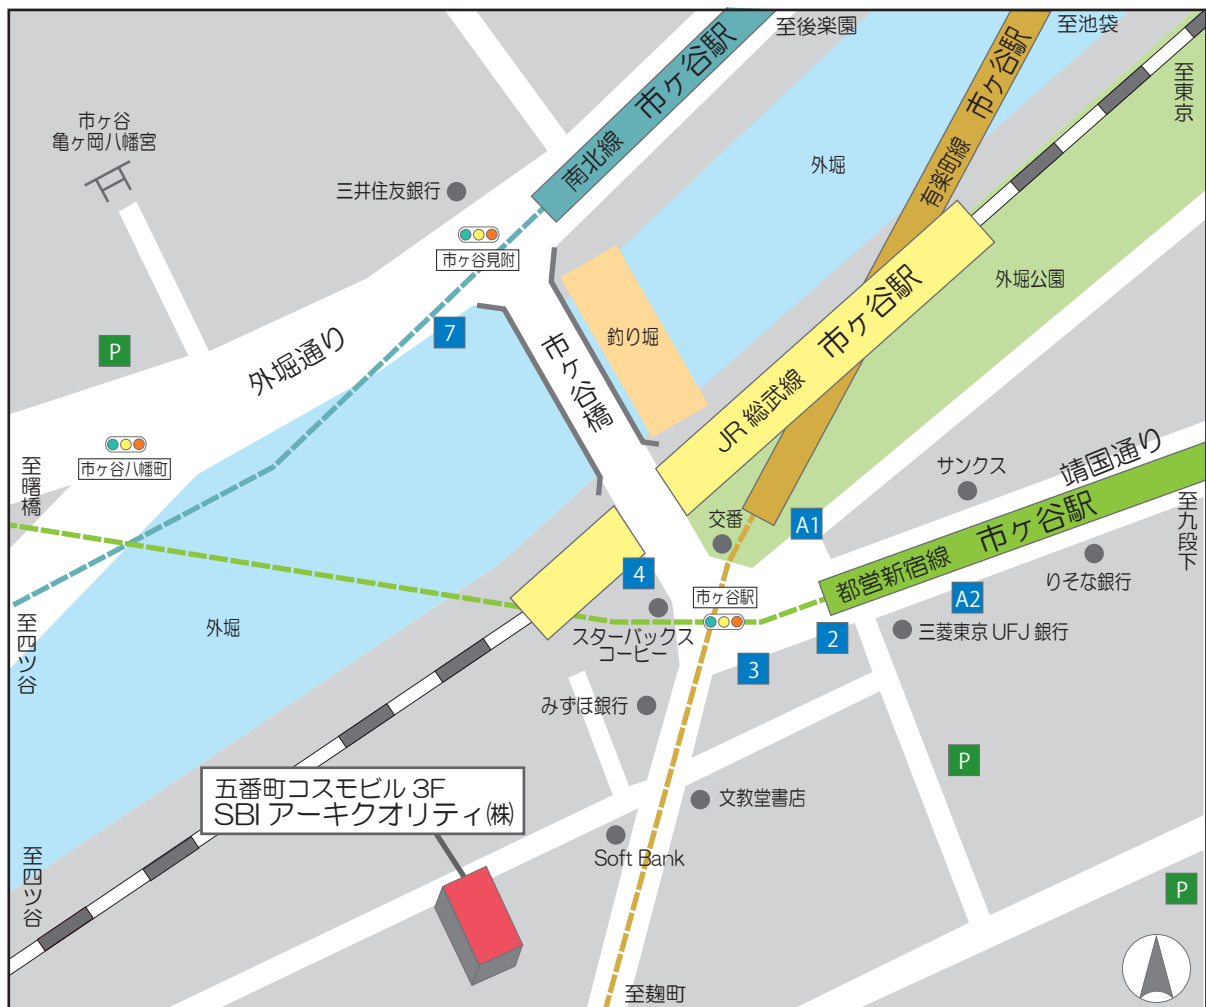 至後楽園
至池袋
南北線 市ヶ谷駅
有楽町線 市ヶ谷駅
至東京
市ヶ谷
亀ヶ岡八幡宮
三井住友銀行
外堀
市ヶ谷見附
外堀公園
7
釣り堀
P
外堀通り
市ヶ谷橋
JR 総武線 市ヶ谷駅
市ヶ谷八幡町
至曙橋
靖国通り
サンクス
交番
A1
都営新宿線 市ヶ谷駅
至九段下
りそな銀行
4
市ヶ谷駅
A2
至四ツ谷
外堀
スターバックス
コーヒー
2
三菱東京 UFJ 銀行
3
みずほ銀行
P
五番町コスモビル 3F
SBI アーキクオリティ㈱
文教堂書店
Soft Bank
至四ツ谷
P
至麹町